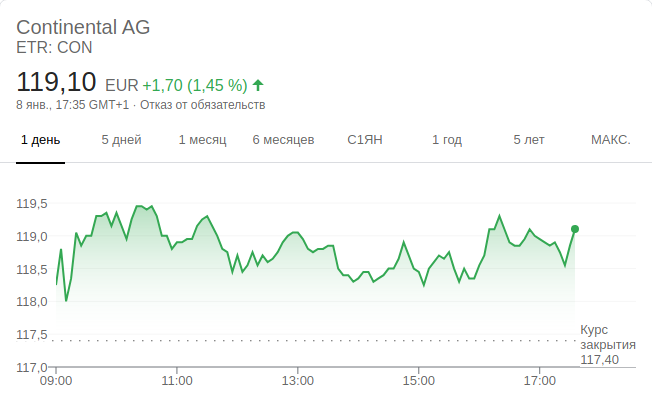 Continental AG
ETR: CON
119,10 EUR +1,70 (1,45 %)
8 янв., 17:35 GMT+1 · Отказ от обязательств
1 день 5 дней 1 месяц 6 месяцев С1ЯН 1 год 5 лет МАКС.
119,5
119,0
118,5
118,0
117,5
117,0
Курс
закрытия
117,40
09:00 11:00 13:00 15:00 17:00